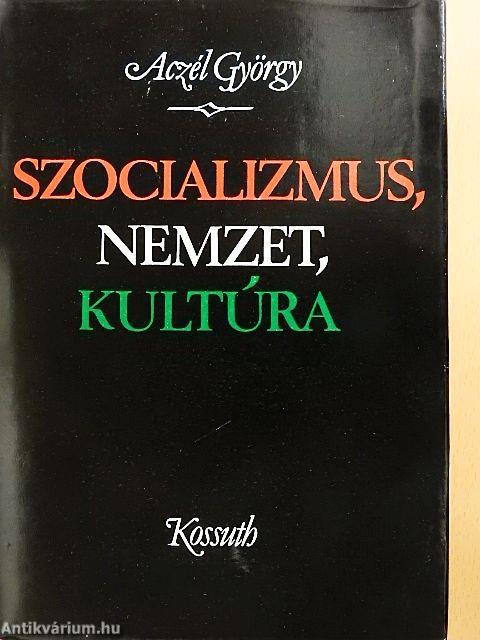 Aczél György
SZOCIALIZMUS,
NEMZET,
KULTÚRA
Kossuth
Antikvárium.hu